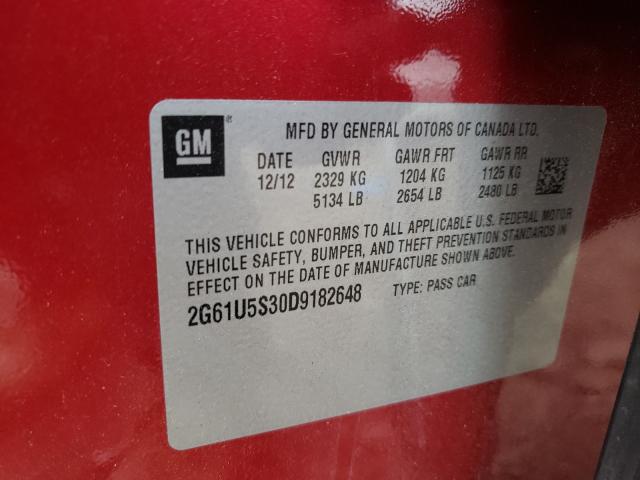 GM ®
MFD BY GENERAL MOTORS OF CANADA LTD.
DATE GVWR GAWR FRT GAWR RR
12/12 2329 KG 1204 KG 1125 KG
5134 LB 2654 LB 2480 LB
THIS VEHICLE CONFORMS TO ALL APPLICABLE U.S. FEDERAL MOTOR
VEHICLE SAFETY, BUMPER, AND THEFT PREVENTION STANDARDS IN
EFFECT ON THE DATE OF MANUFACTURE SHOWN ABOVE.
2G61U5S30D9182648 TYPE: PASS CAR